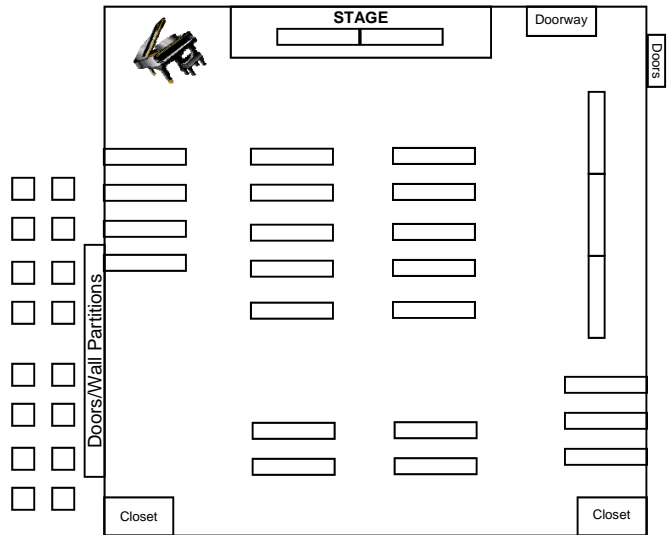 STAGE
Doorway
Doors
Doors/Wall Partitions
Closet
Closet